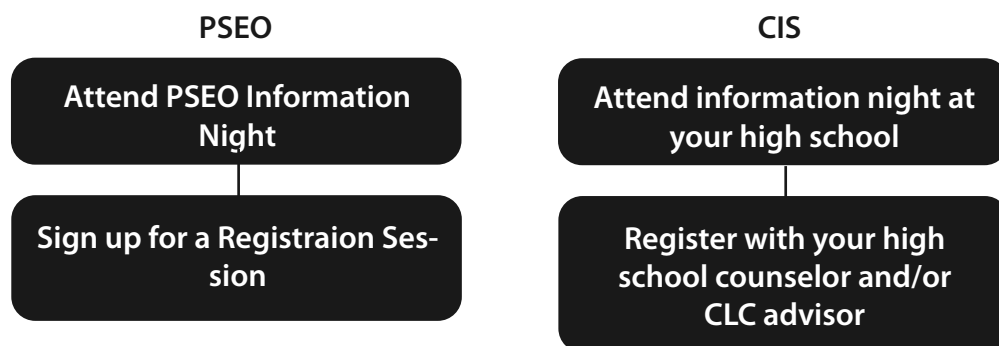 PSEO
Attend PSEO Information
Night
Sign up for a Registraion Ses-
sion
CIS
Attend information night at
your high school
Register with your high
school counselor and/or
CLC advisor